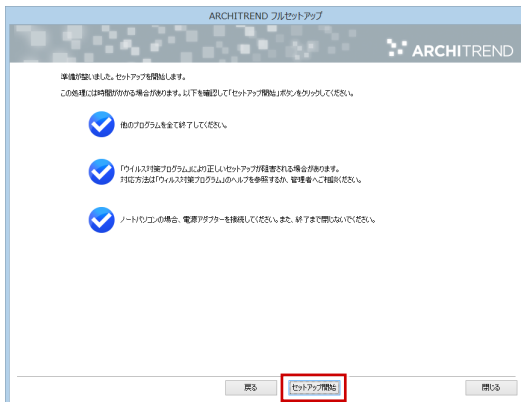 ARCHITREND フルセットアップ
ARCHITREND
準備が整いました。セットアップを開始します。
この処理には時間がかかる場合があります。以下を確認して「セットアップ開始」ボタンをクリックしてください。
他のプログラムを全て終了してください。
「ウイルス対策プログラム」により正しいセットアップが阻害される場合があります。
対応方法は「ウィルス対策プログラム」のヘルプを参照するか、管理者へご相談ください。
ノートパソコンの場合、電源アダプターを接続してください。また、終了まで閉じないでください。
戻る
セットアップ開始
閉じる